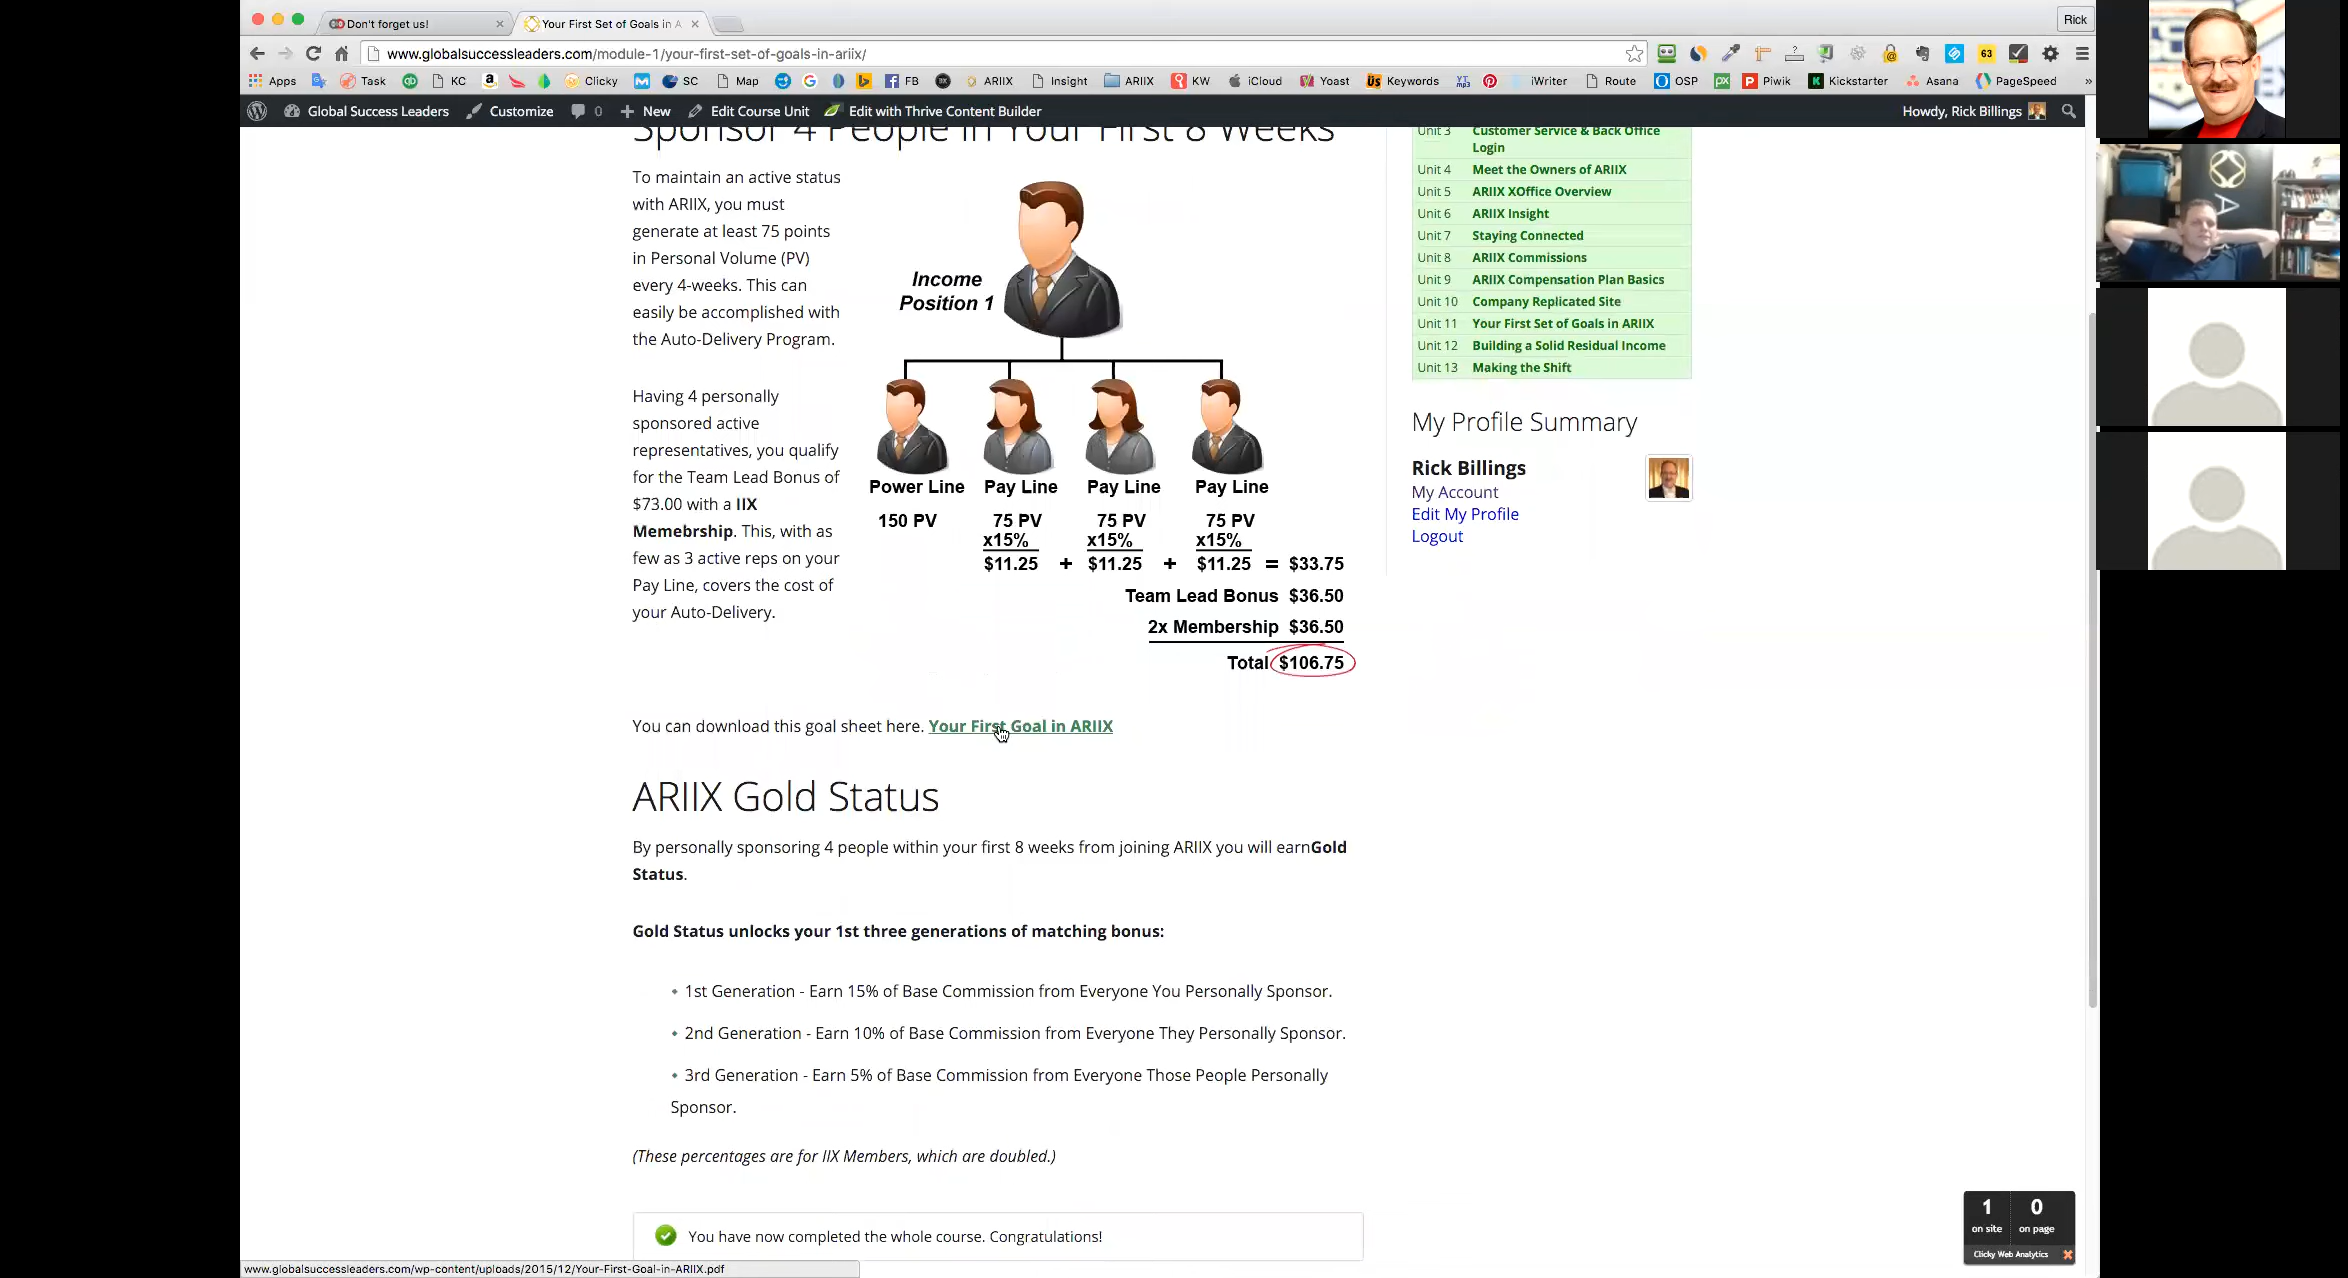 Don't forget us!
Your First Set of Goals in A
Rick
www.globalsuccessleaders.com/module-1/your-first-set-of-goals-in-ariix/
63
Apps
Task
KC
Clicky
SC
Map
FB
ARIIX
Insight
ARIIX
KW
iCloud
Yoast
Keywords
iWriter
Route
OSP
Piwik
Kickstarter
Asana
PageSpeed
»
Global Success Leaders
Customize
0
New
Edit Course Unit
Edit with Thrive Content Builder
Howdy, Rick Billings
Sponsor 4 People in Your First 8 Weeks
To maintain an active status
with ARIIX, you must
generate at least 75 points
in Personal Volume (PV)
every 4-weeks. This can
easily be accomplished with
the Auto-Delivery Program.
Having 4 personally
sponsored active
representatives, you qualify
for the Team Lead Bonus of
$73.00 with a IIX
Memebrship. This, with as
few as 3 active reps on your
Pay Line, covers the cost of
your Auto-Delivery.
Income
Position 1
Power Line Pay Line Pay Line Pay Line
150 PV 75 PV 75 PV 75 PV
x15% x15% x15%
$11.25 + $11.25 + $11.25 = $33.75
Team Lead Bonus $36.50
2x Membership $36.50
Total $106.75
You can download this goal sheet here. Your First Goal in ARIIX
ARIIX Gold Status
By personally sponsoring 4 people within your first 8 weeks from joining ARIIX you will earnGold
Status.
Gold Status unlocks your 1st three generations of matching bonus:
1st Generation - Earn 15% of Base Commission from Everyone You Personally Sponsor.
2nd Generation - Earn 10% of Base Commission from Everyone They Personally Sponsor.
3rd Generation - Earn 5% of Base Commission from Everyone Those People Personally
Sponsor.
(These percentages are for IIX Members, which are doubled.)
You have now completed the whole course. Congratulations!
Unit 3 Customer Service & Back Office
Login
Unit 4 Meet the Owners of ARIIX
Unit 5 ARIIX XOffice Overview
Unit 6 ARIIX Insight
Unit 7 Staying Connected
Unit 8 ARIIX Commissions
Unit 9 ARIIX Compensation Plan Basics
Unit 10 Company Replicated Site
Unit 11 Your First Set of Goals in ARIIX
Unit 12 Building a Solid Residual Income
Unit 13 Making the Shift
My Profile Summary
Rick Billings
My Account
Edit My Profile
Logout
1 0
on site on page
Clicky Web Analytics
www.globalsuccessleaders.com/wp-content/uploads/2015/12/Your-First-Goal-in-ARIIX.pdf